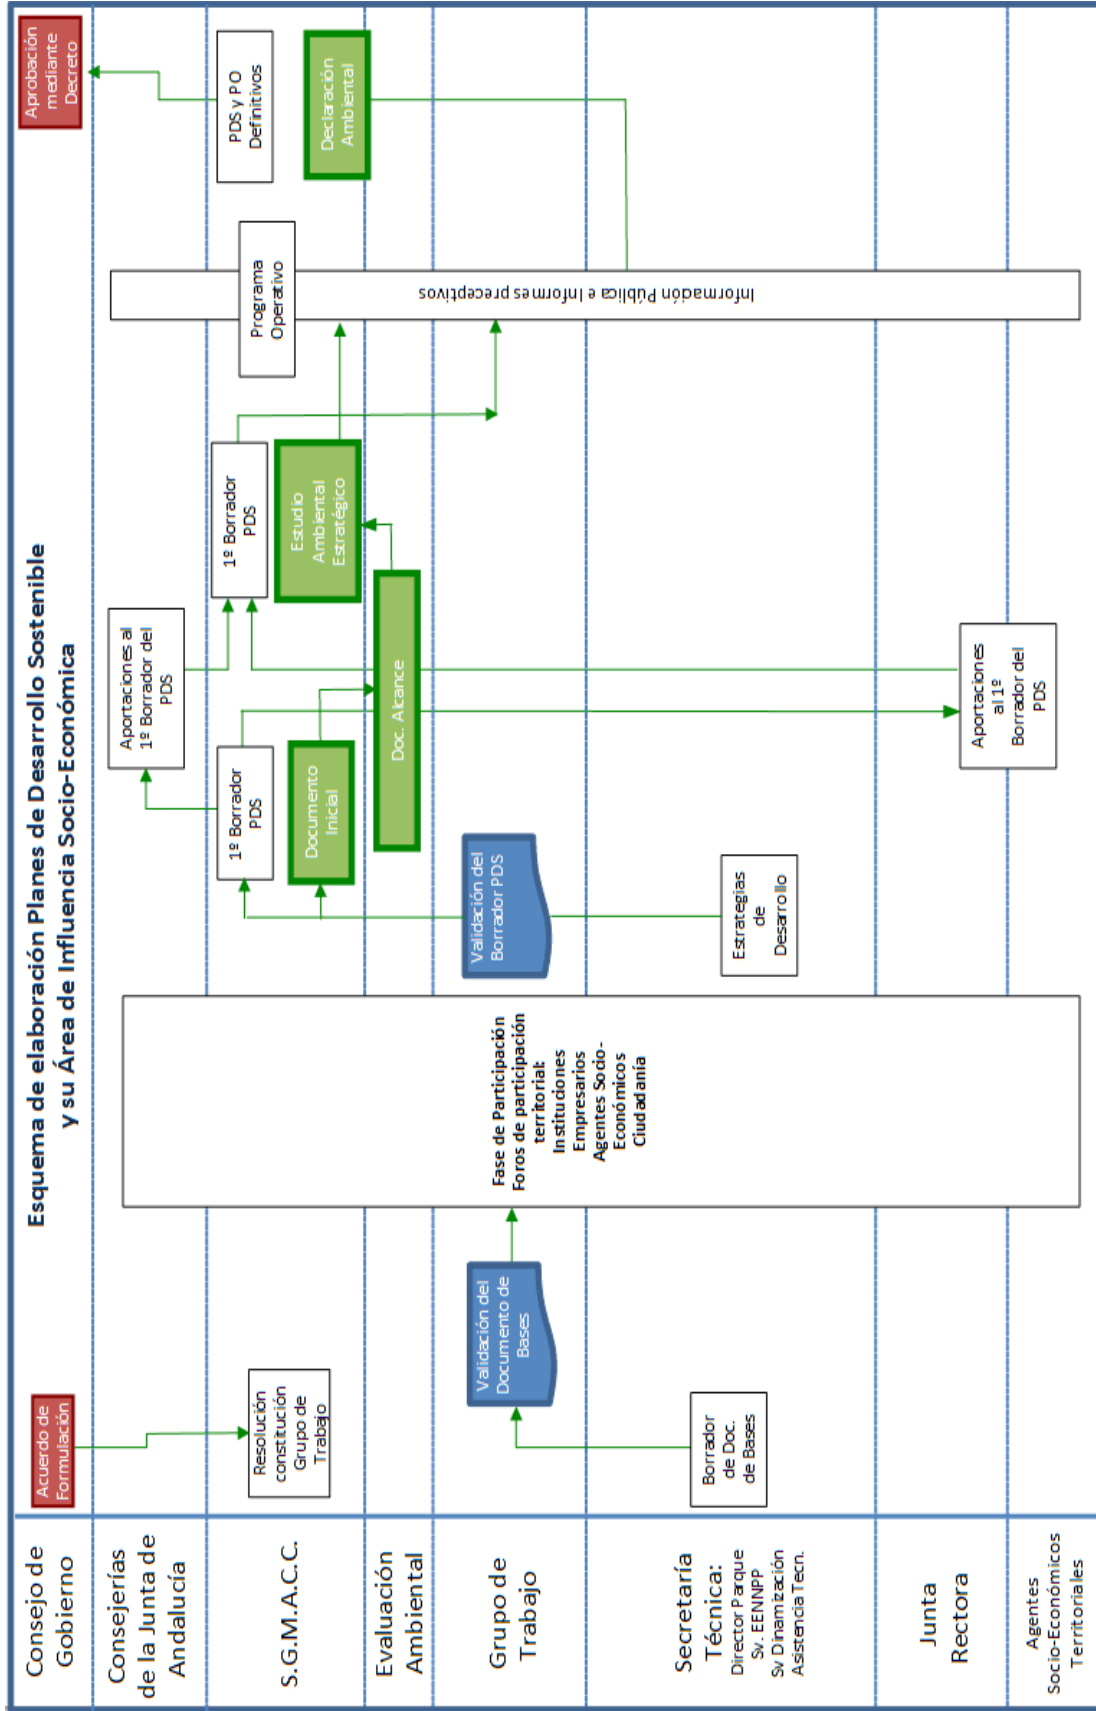 Esquema de elaboración Planes de Desarrollo Sostenible
y su Área de Influencia Socio-Económica
Consejo de
Gobierno
Acuerdo de
Formulación
Aprobación
mediante
Decreto
Consejerías
de la Junta de
Andalucía
Aportaciones al
1º Borrador del
PDS
S.G.M.A.C.C.
Resolución
constitución
Grupo de
Trabajo
1º Borrador
PDS
Documento
Inicial
1º Borrador
PDS
Estudio
Ambiental
Estratégico
Programa
Operativo
PDS y PO
Definitivos
Declaración
Ambiental
Evaluación
Ambiental
Doc. Alcance
Grupo de
Trabajo
Validación del
Documento de
Bases
Fase de Participación
Foros de participación
territorial:
Instituciones
Empresarios
Agentes Socio-
Económicos
Ciudadanía
Validación del
Borrador PDS
Información Pública e Informes preceptivos
Secretaría
Técnica:
Director Parque
Sv. EENNPP
Sv Dinamización
Asistencia Tecn.
Borrador
de Doc.
de Bases
Estrategias
de
Desarrollo
Junta
Rectora
Agentes
Socio-Económicos
Territoriales
Aportaciones
al 1º
Borrador del
PDS